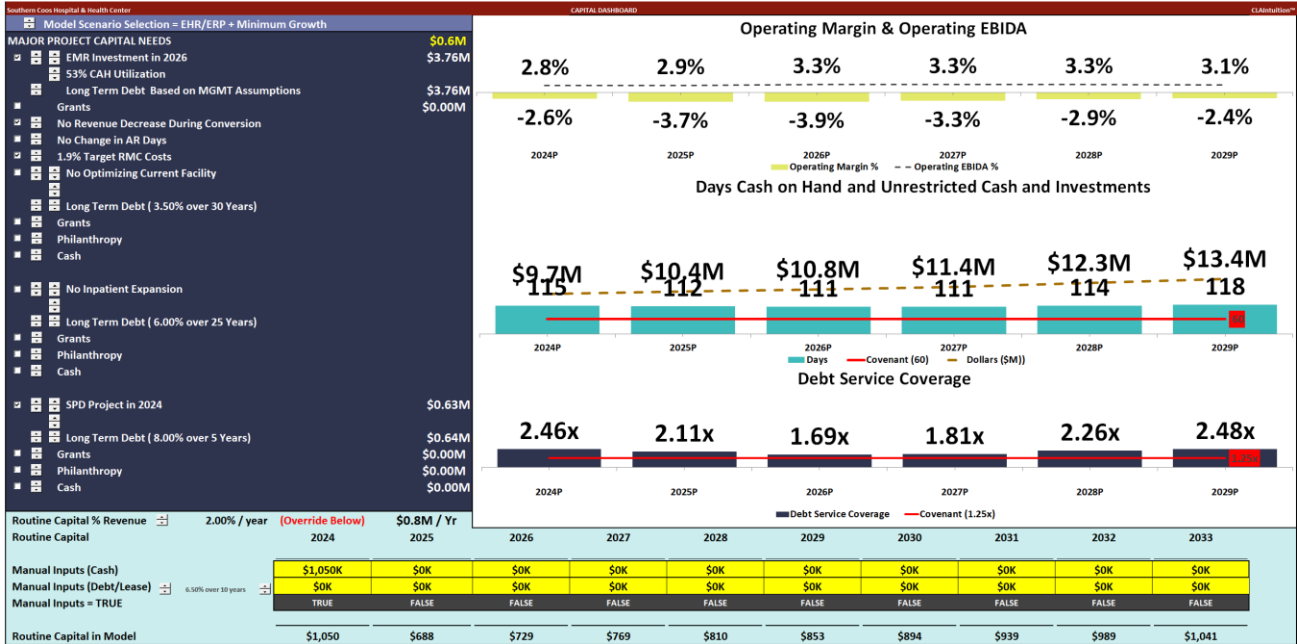 Southern Coos Hospital & Health Center
CAPITAL DASHBOARD
CLAintuition™
Model Scenario Selection = EHR/ERP + Minimum Growth
MAJOR PROJECT CAPITAL NEEDS $0.6M
EMR Investment in 2026 $3.76M
53% CAH Utilization
Long Term Debt Based on MGMT Assumptions $3.76M
Grants $0.00M
No Revenue Decrease During Conversion
No Change in AR Days
1.9% Target RMC Costs
No Optimizing Current Facility
Long Term Debt ( 3.50% over 30 Years)
Grants
Philanthropy
Cash
No Inpatient Expansion
Long Term Debt ( 6.00% over 25 Years)
Grants
Philanthropy
Cash
SPD Project in 2024 $0.63M
Long Term Debt ( 8.00% over 5 Years) $0.64M
Grants $0.00M
Philanthropy $0.00M
Cash $0.00M
Operating Margin & Operating EBIDA
2.8% 2.9% 3.3% 3.3% 3.3% 3.1%
-2.6% -3.7% -3.9% -3.3% -2.9% -2.4%
2024P 2025P 2026P 2027P 2028P 2029P
Operating Margin % Operating EBIDA %
Days Cash on Hand and Unrestricted Cash and Investments
$9.7M $10.4M $10.8M $11.4M $12.3M $13.4M
115 112 111 111 114 118
60
2024P 2025P 2026P 2027P 2028P 2029P
Days Covenant (60) Dollars ($M))
Debt Service Coverage
2.46x 2.11x 1.69x 1.81x 2.26x 2.48x
1.25x
2024P 2025P 2026P 2027P 2028P 2029P
Debt Service Coverage Covenant (1.25x)
Routine Capital % Revenue 2.00% / year (Override Below) $0.8M / Yr
Routine Capital 2024 2025 2026 2027 2028 2029 2030 2031 2032 2033
Manual Inputs (Cash) $1,050K $0K $0K $0K $0K $0K $0K $0K $0K $0K
Manual Inputs (Debt/Lease) 6.50% over 10 years $0K $0K $0K $0K $0K $0K $0K $0K $0K $0K
Manual Inputs = TRUE TRUE FALSE FALSE FALSE FALSE FALSE FALSE FALSE FALSE FALSE
Routine Capital in Model $1,050 $688 $729 $769 $810 $853 $894 $939 $989 $1,041